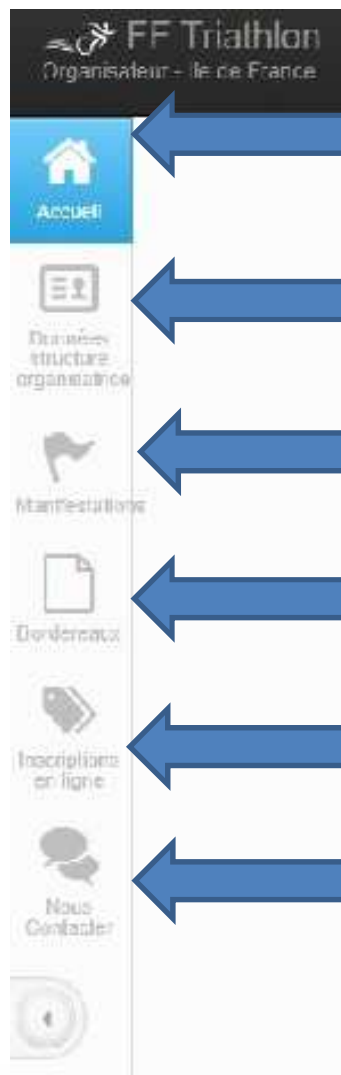 FF Triathlon
Organisateur - Ile de France
Accueil
Données
structure
organisatrice
Manifestations
Bordereaux
Inscriptions
en ligne
Nous
Contacter